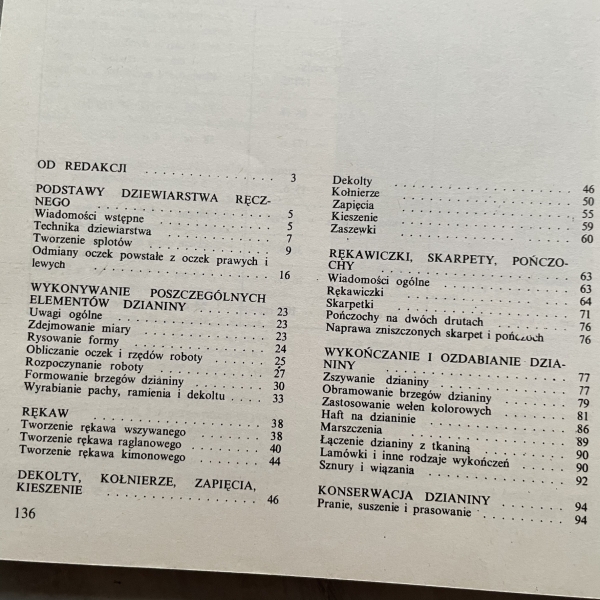 OD REDAKCJI . . . . . . . . . . . . . . 3
PODSTAWY DZIEWIARSTWA RĘCZ-
NEGO . . . . . . . . . . . . . . 5
Wiadomości wstępne . . . . . . . . . . 5
Technika dziewiarstwa . . . . . . . . . . 7
Tworzenie splotów . . . . . . . . . . 9
Odmiany oczek powstałe z oczek prawych i
lewych . . . . . . . . . . . . . . 16
WYKONYWANIE POSZCZEGÓLNYCH
ELEMENTÓW DZIANINY . . . . . . . . 23
Uwagi ogólne . . . . . . . . . . . . 23
Zdejmowanie miary . . . . . . . . . . 23
Rysowanie formy . . . . . . . . . . 24
Obliczanie oczek i rzędów roboty . . . . . 25
Rozpoczynanie roboty . . . . . . . . . 27
Formowanie brzegów dzianiny . . . . . . 30
Wyrabianie pachy, ramienia i dekoltu . . . . 33
RĘKAW . . . . . . . . . . . . . . 38
Tworzenie rękawa wszywanego . . . . . . 38
Tworzenie rękawa raglanowego . . . . . . 40
Tworzenie rękawa kimonowego . . . . . . 44
DEKOLTY, KOŁNIERZE, ZAPIĘCIA,
KIESZENIE . . . . . . . . . . . . 46
136
Dekolty . . . . . . . . . . . . . . 46
Kołnierze . . . . . . . . . . . . . 50
Zapięcia . . . . . . . . . . . . . . 55
Kieszenie . . . . . . . . . . . . . 59
Zaszewki . . . . . . . . . . . . . 60
RĘKAWICZKI, SKARPETY, POŃCZO-
CHY . . . . . . . . . . . . . . 63
Wiadomości ogólne . . . . . . . . . . 63
Rękawiczki . . . . . . . . . . . . 64
Skarpetki . . . . . . . . . . . . . 71
Pończochy na dwóch drutach . . . . . . 76
Naprawa zniszczonych skarpet i pończoch . . 76
WYKOŃCZANIE I OZDABIANIE DZIA-
NINY . . . . . . . . . . . . . . 77
Zszywanie dzianiny . . . . . . . . . . 77
Obramowanie brzegów dzianiny . . . . . . 79
Zastosowanie wełen kolorowych . . . . . . 81
Haft na dzianinie . . . . . . . . . . 86
Marszczenia . . . . . . . . . . . . 89
Łączenie dzianiny z tkaniną . . . . . . . 90
Lamówki i inne rodzaje wykończeń . . . . . 90
Sznury i wiązania . . . . . . . . . . 92
KONSERWACJA DZIANINY . . . . . . . 94
Pranie, suszenie i prasowanie . . . . . . . 94